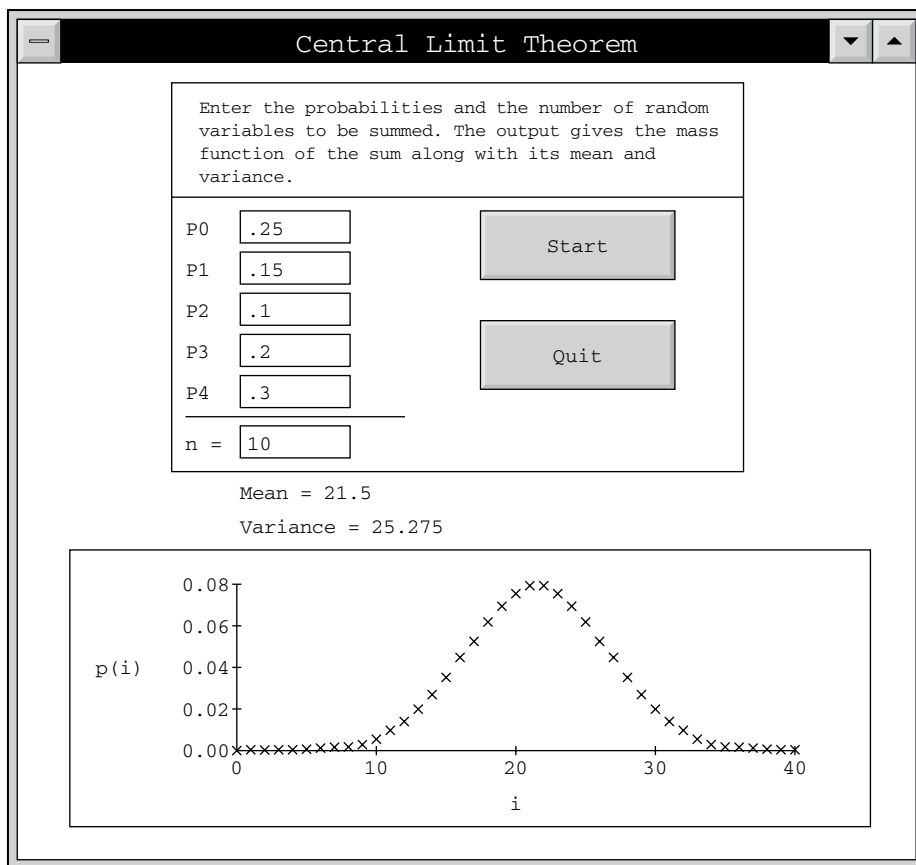 Central Limit Theorem
Enter the probabilities and the number of random
variables to be summed. The output gives the mass
function of the sum along with its mean and
variance.
P0 .25
Start
P1 .15
P2 .1
P3 .2
Quit
P4 .3
n = 10
Mean = 21.5
Variance = 25.275
0.08
0.06
p(i)
0.04
0.02
0.00
0 10 20 30 40
i